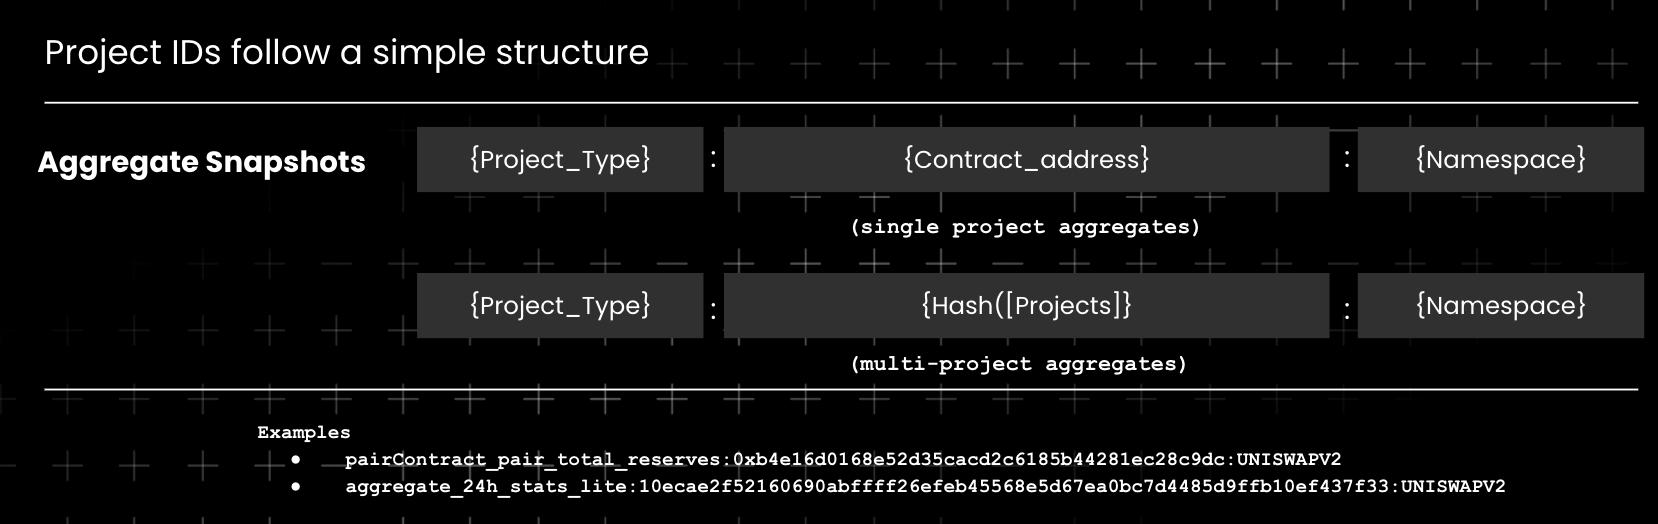 Project IDs follow a simple structure
Aggregate Snapshots {Project_Type} : {Contract_address} : {Namespace}
(single project aggregates)
{Project_Type} : {Hash([Projects]} : {Namespace}
(multi-project aggregates)
Examples
● pairContract_pair_total_reserves:0xb4e16d0168e52d35cacd2c6185b44281ec28c9dc:UNISWAPV2
● aggregate_24h_stats_lite:10ecae2f52160690abffff26efeb45568e5d67ea0bc7d4485d9ffb10ef437f33:UNISWAPV2